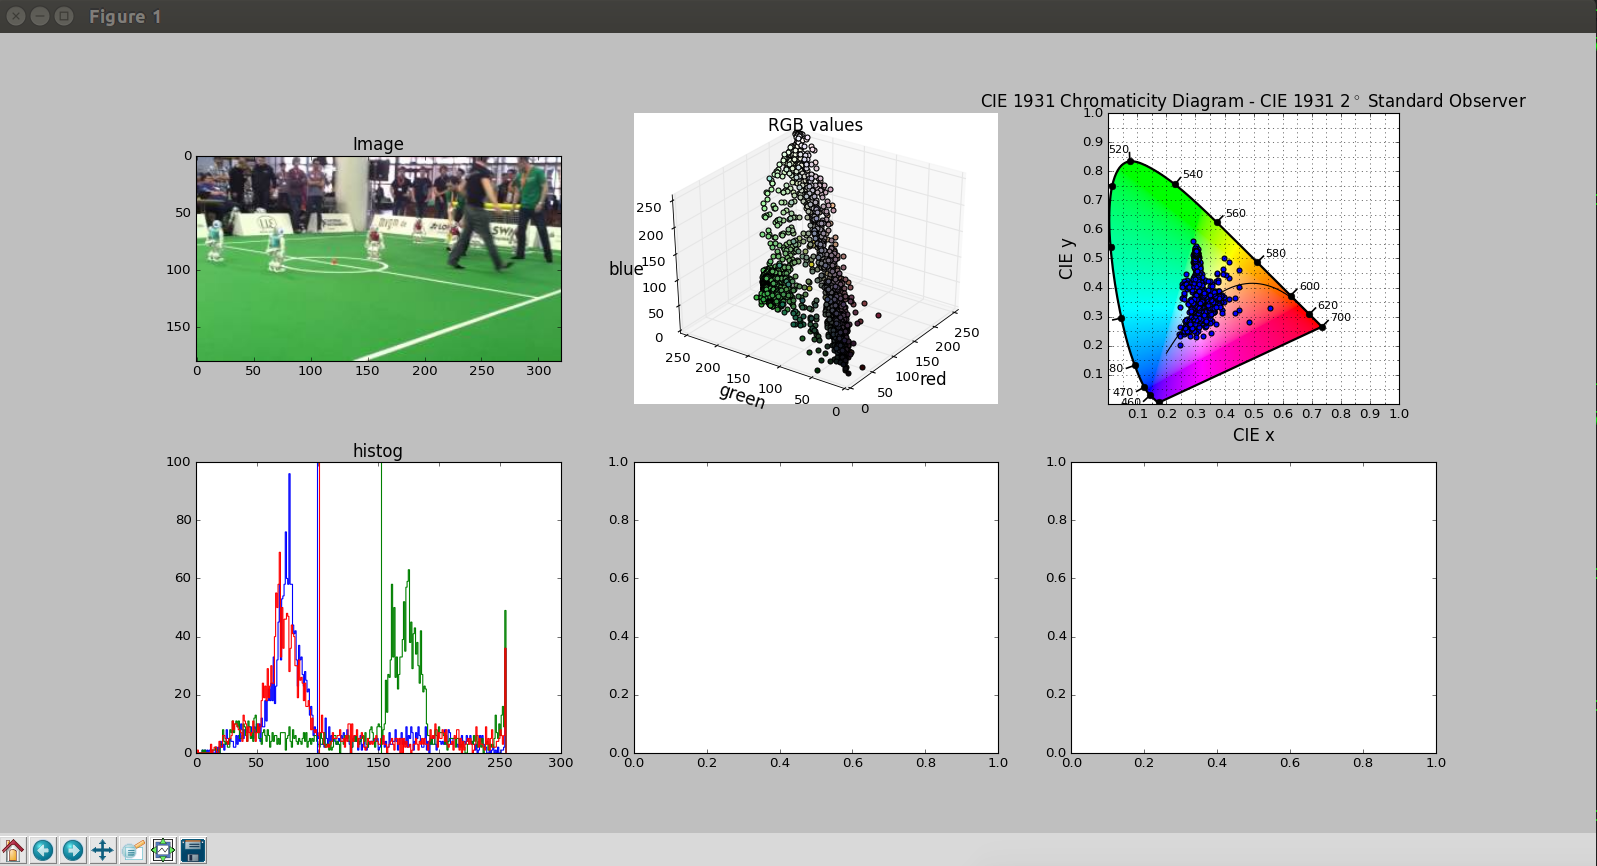 Figure 1
Image
0
50
100
150
0 50 100 150 200 250 300
RGB values
blue
250
200
150
100
50
0
250 200 150 100 50 0
green
0 50 100 150 200 250
red
CIE 1931 Chromaticity Diagram - CIE 1931 2° Standard Observer
CIE y
1.0
0.9
0.8
0.7
0.6
0.5
0.4
0.3
0.2
0.1
520
540
560
580
600
620
700
80
470
460
0.1 0.2 0.3 0.4 0.5 0.6 0.7 0.8 0.9 1.0
CIE x
histog
100
80
60
40
20
0
0 50 100 150 200 250 300
1.0
0.8
0.6
0.4
0.2
0.0
0.0 0.2 0.4 0.6 0.8 1.0
1.0
0.8
0.6
0.4
0.2
0.0
0.0 0.2 0.4 0.6 0.8 1.0